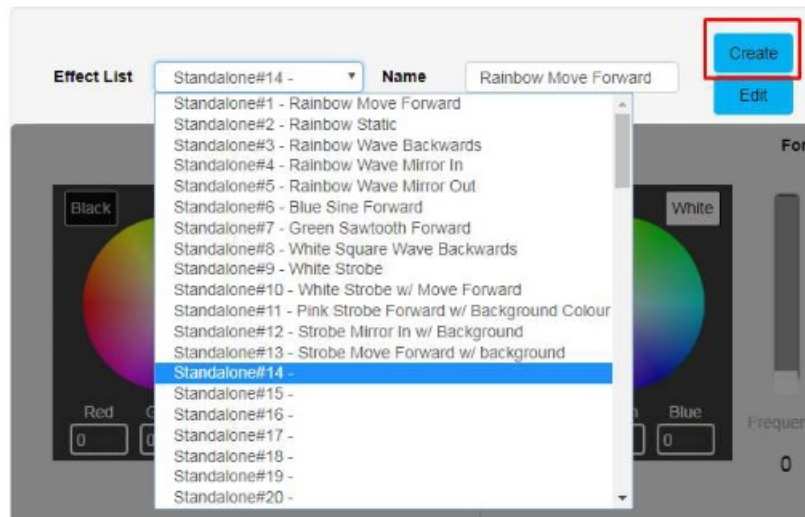 Create
Effect List Standalone#14 - Name Rainbow Move Forward
Edit
Standalone#1 - Rainbow Move Forward
Standalone#2 - Rainbow Static
Standalone#3 - Rainbow Wave Backwards
Standalone#4 - Rainbow Wave Mirror In
Standalone#5 - Rainbow Wave Mirror Out
Standalone#6 - Blue Sine Forward
Standalone#7 - Green Sawtooth Forward
Standalone#8 - White Square Wave Backwards
Standalone#9 - White Strobe
Standalone#10 - White Strobe w/ Move Forward
Standalone#11 - Pink Strobe Forward w/ Background Colour
Standalone#12 - Strobe Mirror In w/ Background
Standalone#13 - Strobe Move Forward w/ background
Standalone#14 -
Standalone#15 -
Standalone#16 -
Standalone#17 -
Standalone#18 -
Standalone#19 -
Standalone#20 -
Black
White
Red
Blue
0
0
0